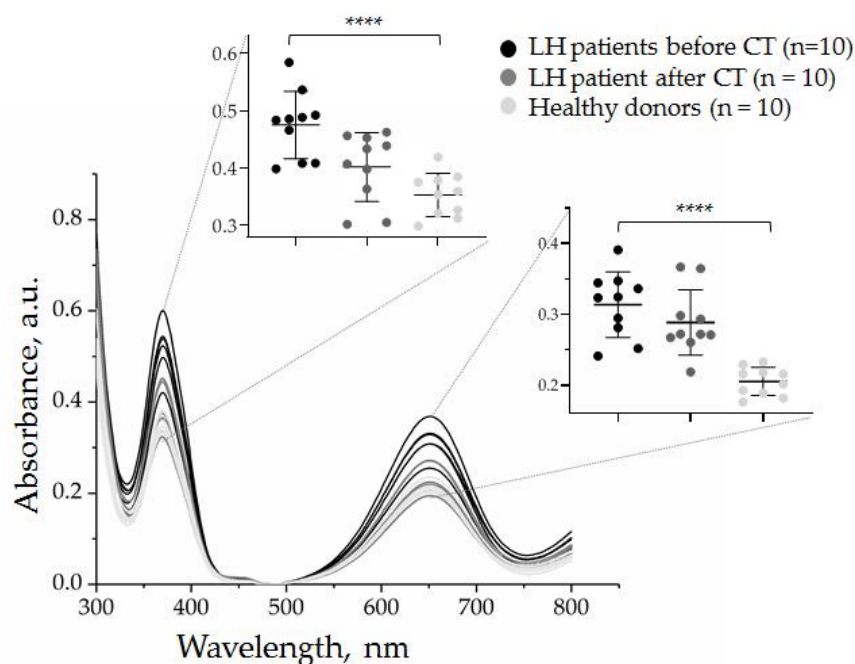 ****
0.6
0.5
0.4
0.3
LH patients before CT (n=10)
LH patient after CT (n = 10)
Healthy donors (n = 10)
****
0.4
0.3
0.2
Absorbance, a.u.
0.8
0.6
0.4
0.2
0.0
300 400 500 600 700 800
Wavelength, nm